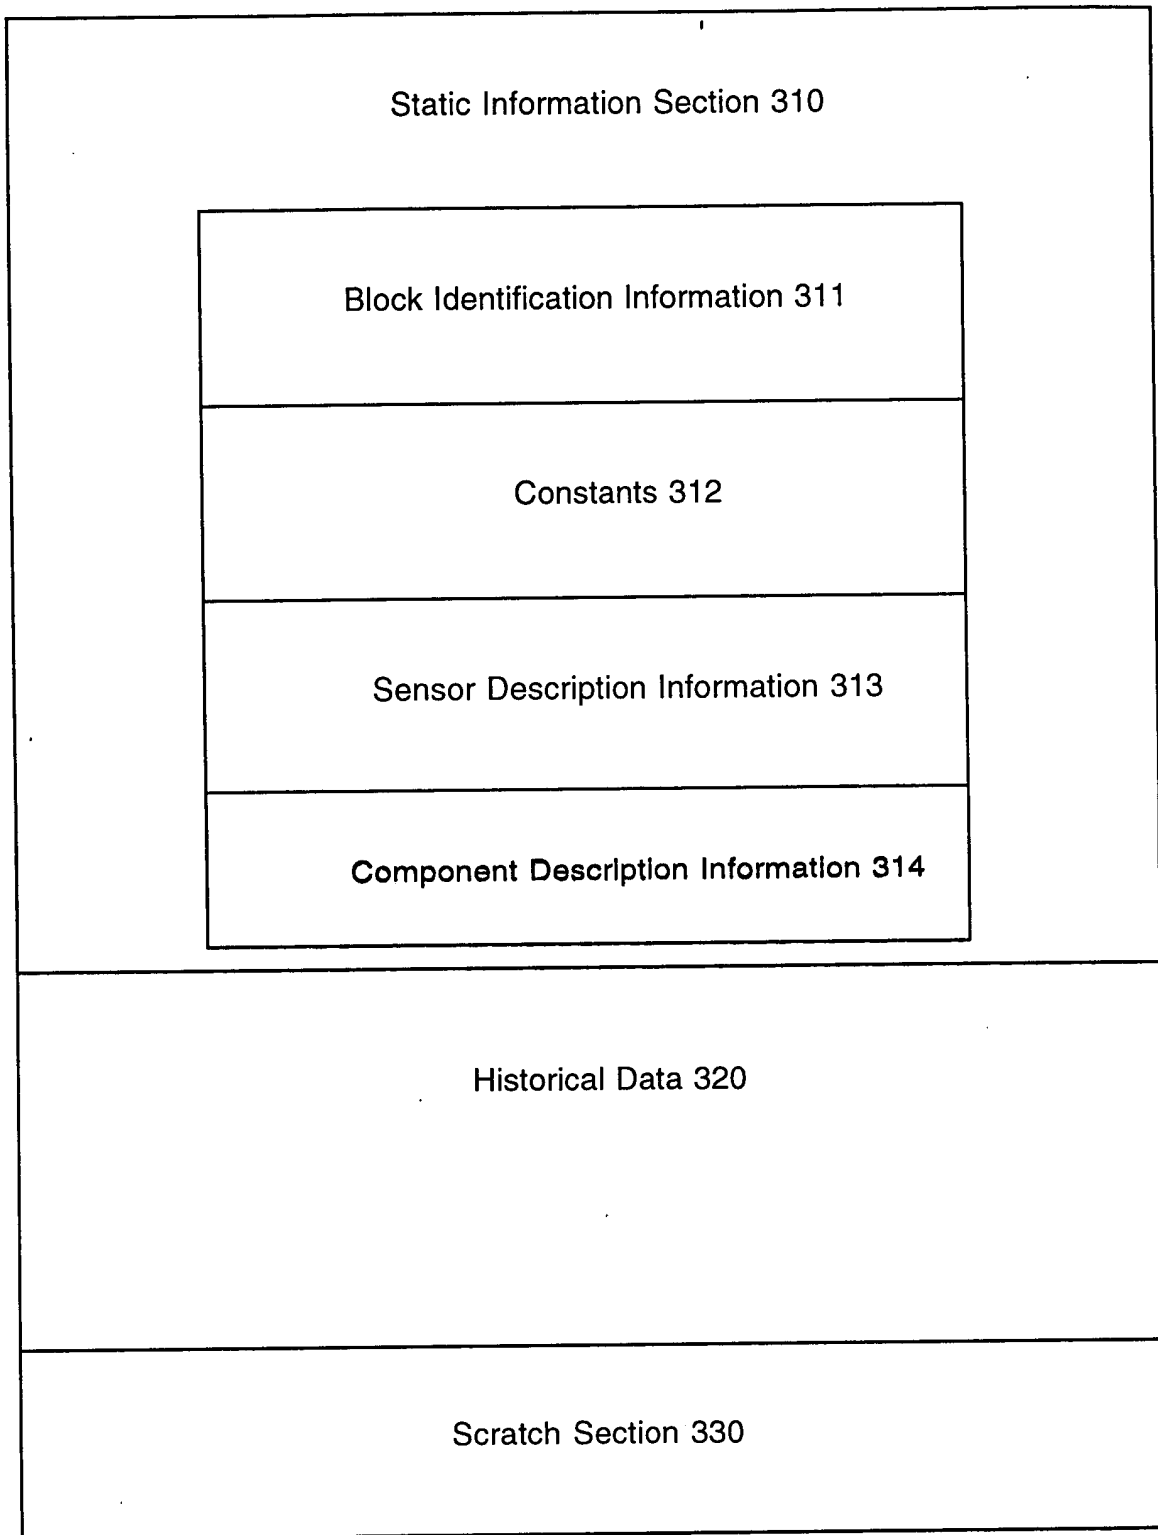 Static Information Section 310
Block Identification Information 311
Constants 312
Sensor Description Information 313
Component Description Information 314
Historical Data 320
Scratch Section 330